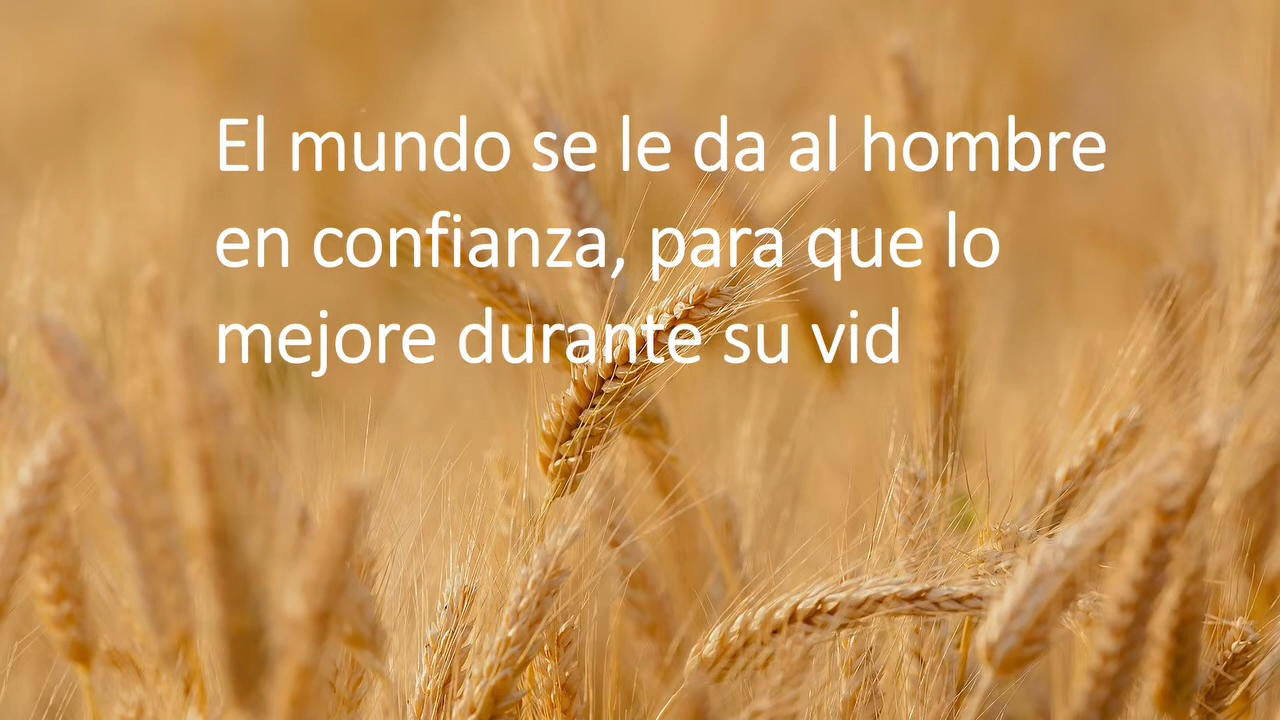 El mundo se le da al hombre
en confianza, para que lo
mejore durante su vid